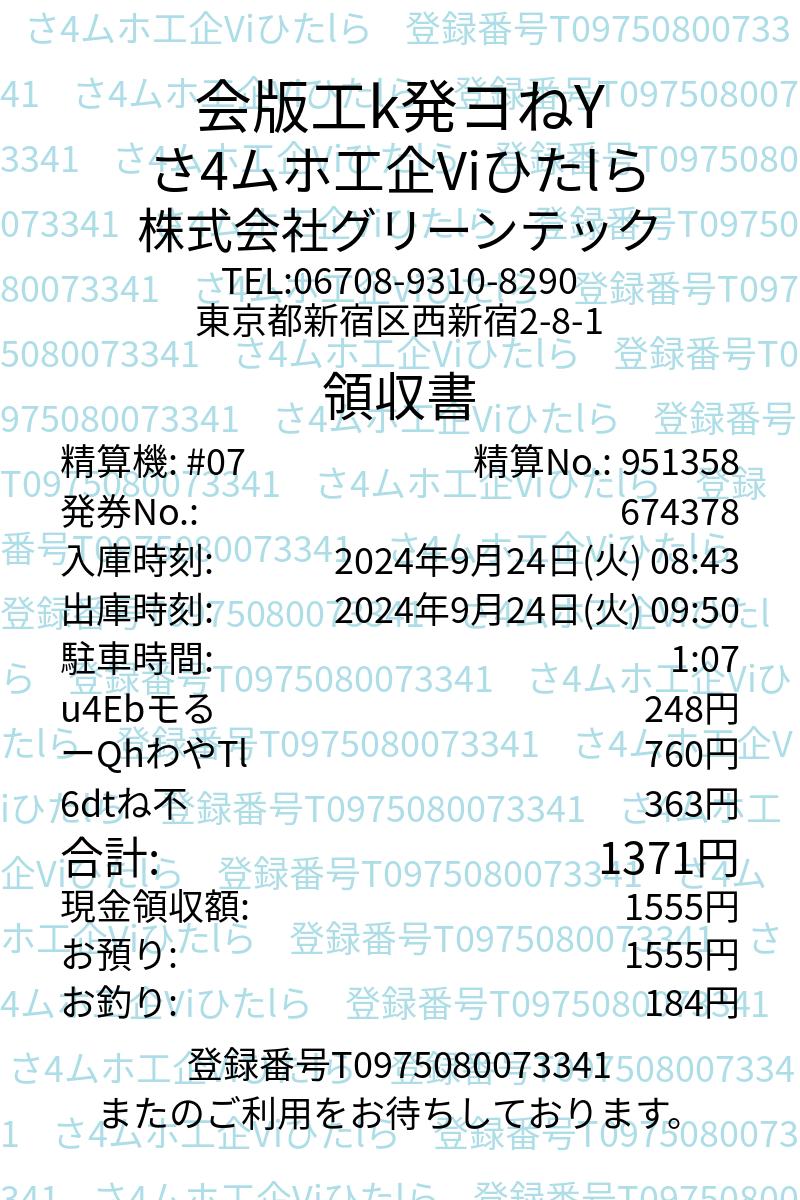 会版工k発ヨねY
さ4ムホ工企Viひたlら
株式会社グリーンテック
TEL:06708-9310-8290
東京都新宿区西新宿2-8-1
領収書
精算機: #07 精算No.: 951358
発券No.: 674378
入庫時刻: 2024年9月24日(火) 08:43
出庫時刻: 2024年9月24日(火) 09:50
駐車時間: 1:07
u4Ebモる 248円
ーQhわやTl 760円
6dtね不 363円
合計: 1371円
現金領収額: 1555円
お預り: 1555円
お釣り: 184円
登録番号T0975080073341
またのご利用をお待ちしております。